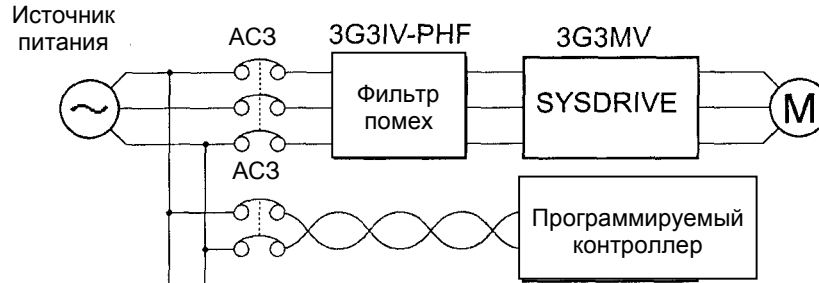 Источник
питания
АСЗ
3G3IV-PHF
3G3MV
Фильтр
помех
SYSDRIVE
M
АСЗ
Программируемый
контроллер